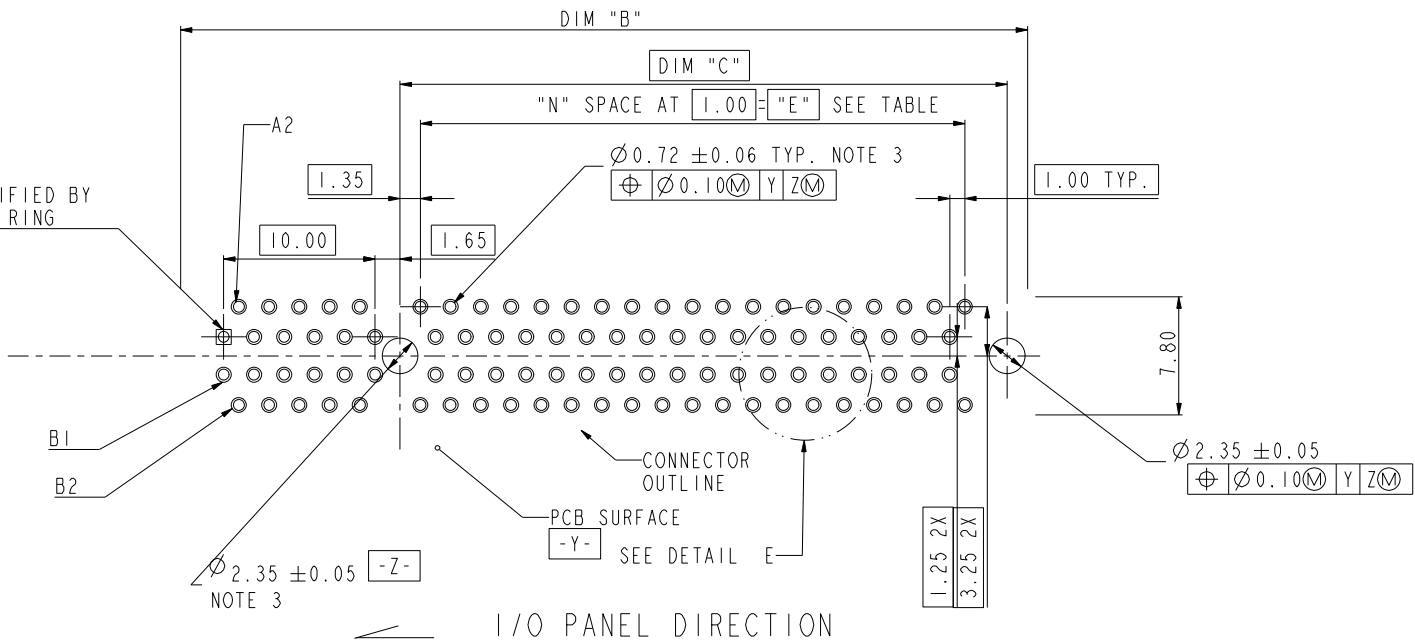 DIM "B"
DIM "C"
"N" SPACE AT 1.00 = "E" SEE TABLE
A2
Ø0.72 ±0.06 TYP. NOTE 3
⌖ Ø0.10Ⓜ Y ZⓂ
1.35
1.00 TYP.
IFIED BY
RING
10.00
1.65
7.80
B1
B2
CONNECTOR
OUTLINE
Ø2.35 ±0.05
⌖ Ø0.10Ⓜ Y ZⓂ
PCB SURFACE
-Y-
SEE DETAIL E
1.25 2X
3.25 2X
Ø2.35 ±0.05 -Z-
NOTE 3
I/O PANEL DIRECTION